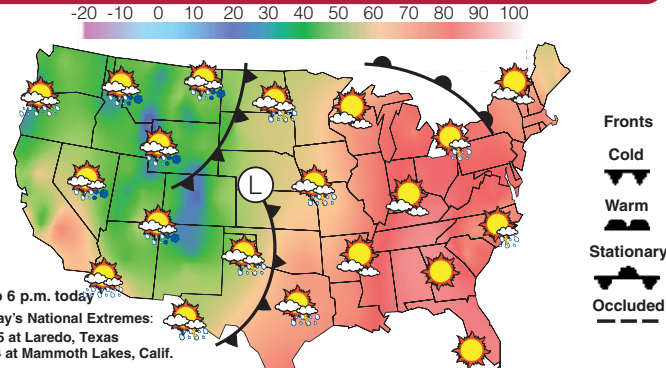 -20 -10 0 10 20 30 40 50 60 70 80 90 100
L
Fronts
Cold
Warm
Stationary
Occluded
6 p.m. today
National Extremes:
at Laredo, Texas
at Mammoth Lakes, Calif.